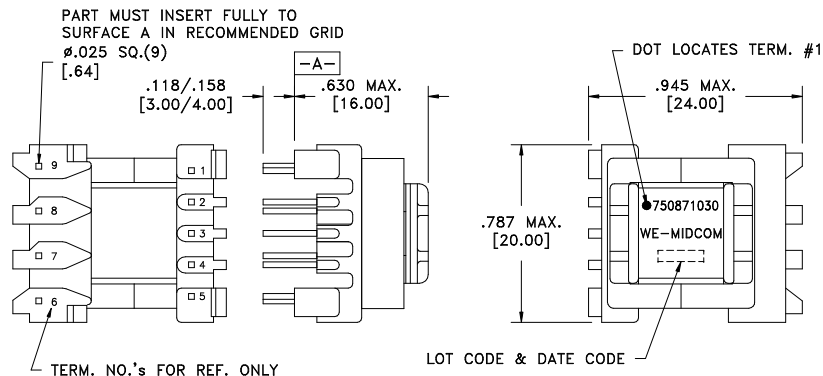 PART MUST INSERT FULLY TO
SURFACE A IN RECOMMENDED GRID
ø.025 SQ.(9)
[.64]
.118/.158
[3.00/4.00]
-A-
.630 MAX.
[16.00]
DOT LOCATES TERM. #1
.945 MAX.
[24.00]
9
8
7
6
1
2
3
4
5
.787 MAX.
[20.00]
750871030
WE-MIDCOM
TERM. NO.'s FOR REF. ONLY
LOT CODE & DATE CODE